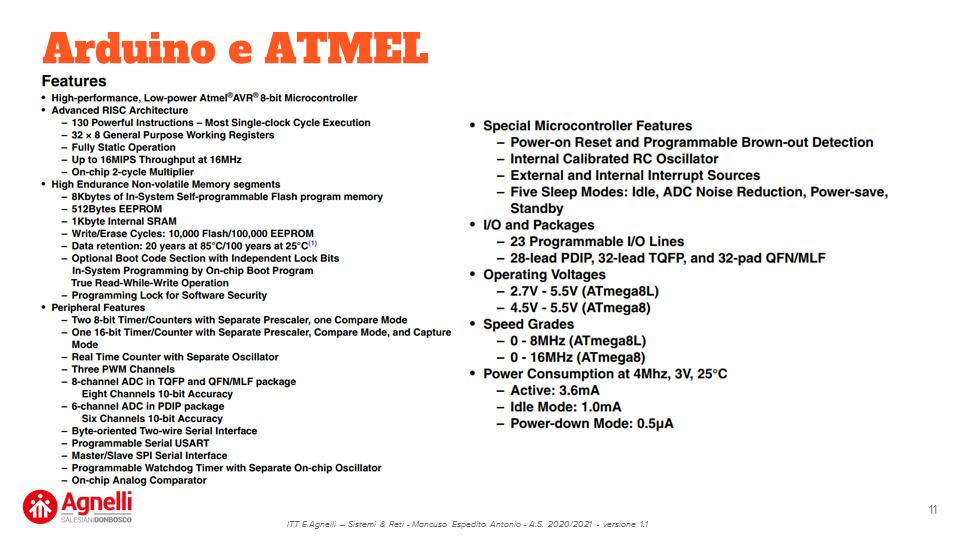 Arduino e ATMEL
Features
• High-performance, Low-power Atmel®AVR® 8-bit Microcontroller
• Advanced RISC Architecture
– 130 Powerful Instructions – Most Single-clock Cycle Execution
– 32 × 8 General Purpose Working Registers
– Fully Static Operation
– Up to 16MIPS Throughput at 16MHz
– On-chip 2-cycle Multiplier
• High Endurance Non-volatile Memory segments
– 8Kbytes of In-System Self-programmable Flash program memory
– 512Bytes EEPROM
– 1Kbyte Internal SRAM
– Write/Erase Cycles: 10,000 Flash/100,000 EEPROM
– Data retention: 20 years at 85°C/100 years at 25°C(1)
– Optional Boot Code Section with Independent Lock Bits
In-System Programming by On-chip Boot Program
True Read-While-Write Operation
– Programming Lock for Software Security
• Peripheral Features
– Two 8-bit Timer/Counters with Separate Prescaler, one Compare Mode
– One 16-bit Timer/Counter with Separate Prescaler, Compare Mode, and Capture
Mode
– Real Time Counter with Separate Oscillator
– Three PWM Channels
– 8-channel ADC in TQFP and QFN/MLF package
Eight Channels 10-bit Accuracy
– 6-channel ADC in PDIP package
Six Channels 10-bit Accuracy
– Byte-oriented Two-wire Serial Interface
– Programmable Serial USART
– Master/Slave SPI Serial Interface
– Programmable Watchdog Timer with Separate On-chip Oscillator
– On-chip Analog Comparator
• Special Microcontroller Features
– Power-on Reset and Programmable Brown-out Detection
– Internal Calibrated RC Oscillator
– External and Internal Interrupt Sources
– Five Sleep Modes: Idle, ADC Noise Reduction, Power-save,
Standby
• I/O and Packages
– 23 Programmable I/O Lines
– 28-lead PDIP, 32-lead TQFP, and 32-pad QFN/MLF
• Operating Voltages
– 2.7V - 5.5V (ATmega8L)
– 4.5V - 5.5V (ATmega8)
• Speed Grades
– 0 - 8MHz (ATmega8L)
– 0 - 16MHz (ATmega8)
• Power Consumption at 4Mhz, 3V, 25°C
– Active: 3.6mA
– Idle Mode: 1.0mA
– Power-down Mode: 0.5µA
Agnelli
SALESIANIDONBOSCO
ITT E.Agnelli – Sistemi & Reti - Mancuso Espedito Antonio - A.S. 2020/2021 - versione 1.1
11